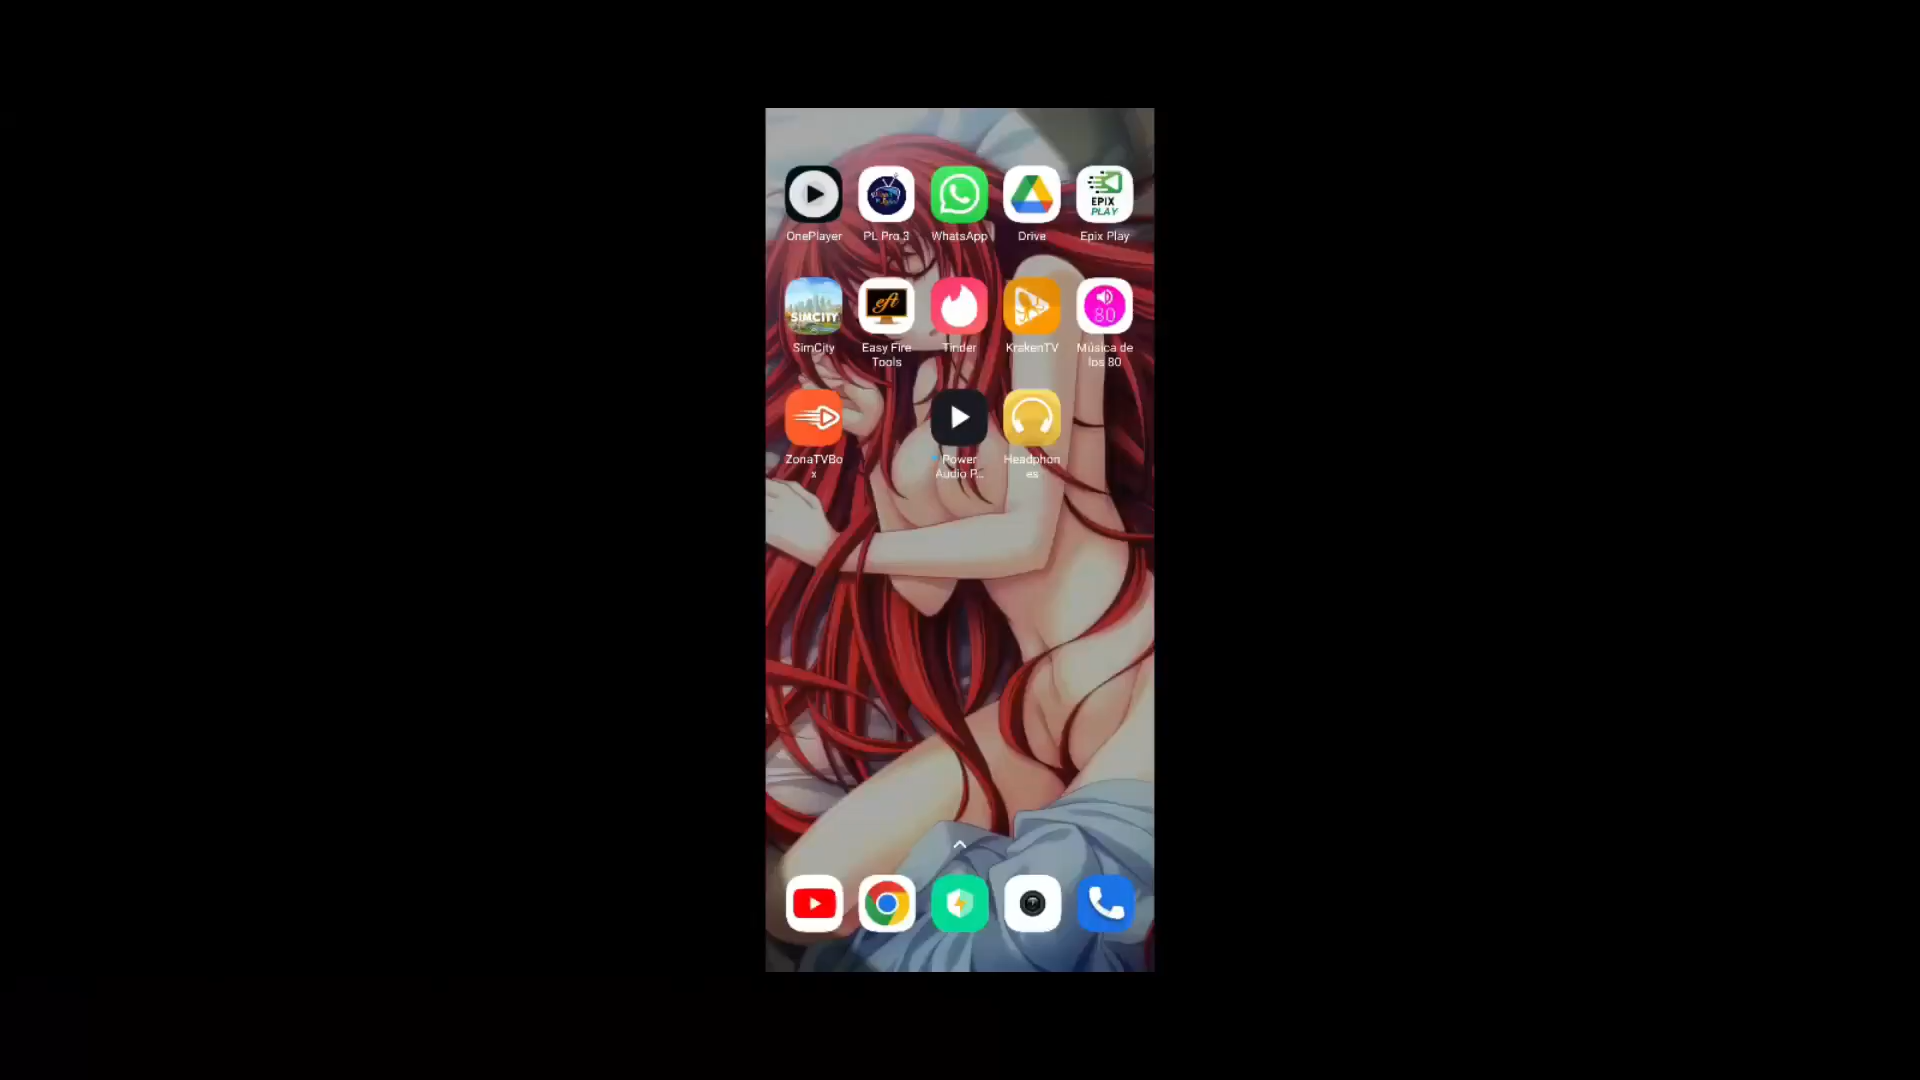 EPIX
PLAY
OnePlayer
PL Pro 3
WhatsApp
Drive
Epix Play
SIMCITY
eft
80
SimCity
Easy Fire
Tools
Tinder
KrakenTV
Música de
los 80
ZonaTVBo
x
Power
Audio P...
Headphon
es